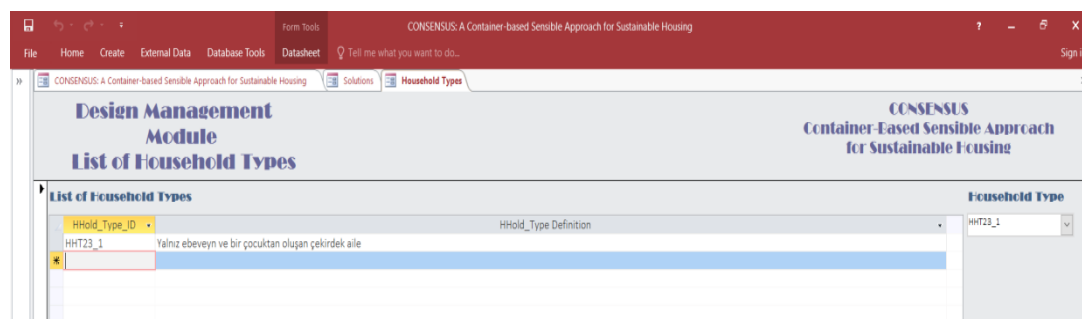 Form Tools
CONSENSUS: A Container-based Sensible Approach for Sustainable Housing
?
File Home Create External Data Database Tools Datasheet Tell me what you want to do...
Sign i
CONSENSUS: A Container-based Sensible Approach for Sustainable Housing Solutions Household Types
Design Management
Module
List of Household Types
CONSENSUS
Container-Based Sensible Approach
for Sustainable Housing
List of Household Types
Household Type
HHold_Type_ID HHold_Type Definition
HHT23_1
HHT23_1 Yalnız ebeveyn ve bir çocuktan oluşan çekirdek aile